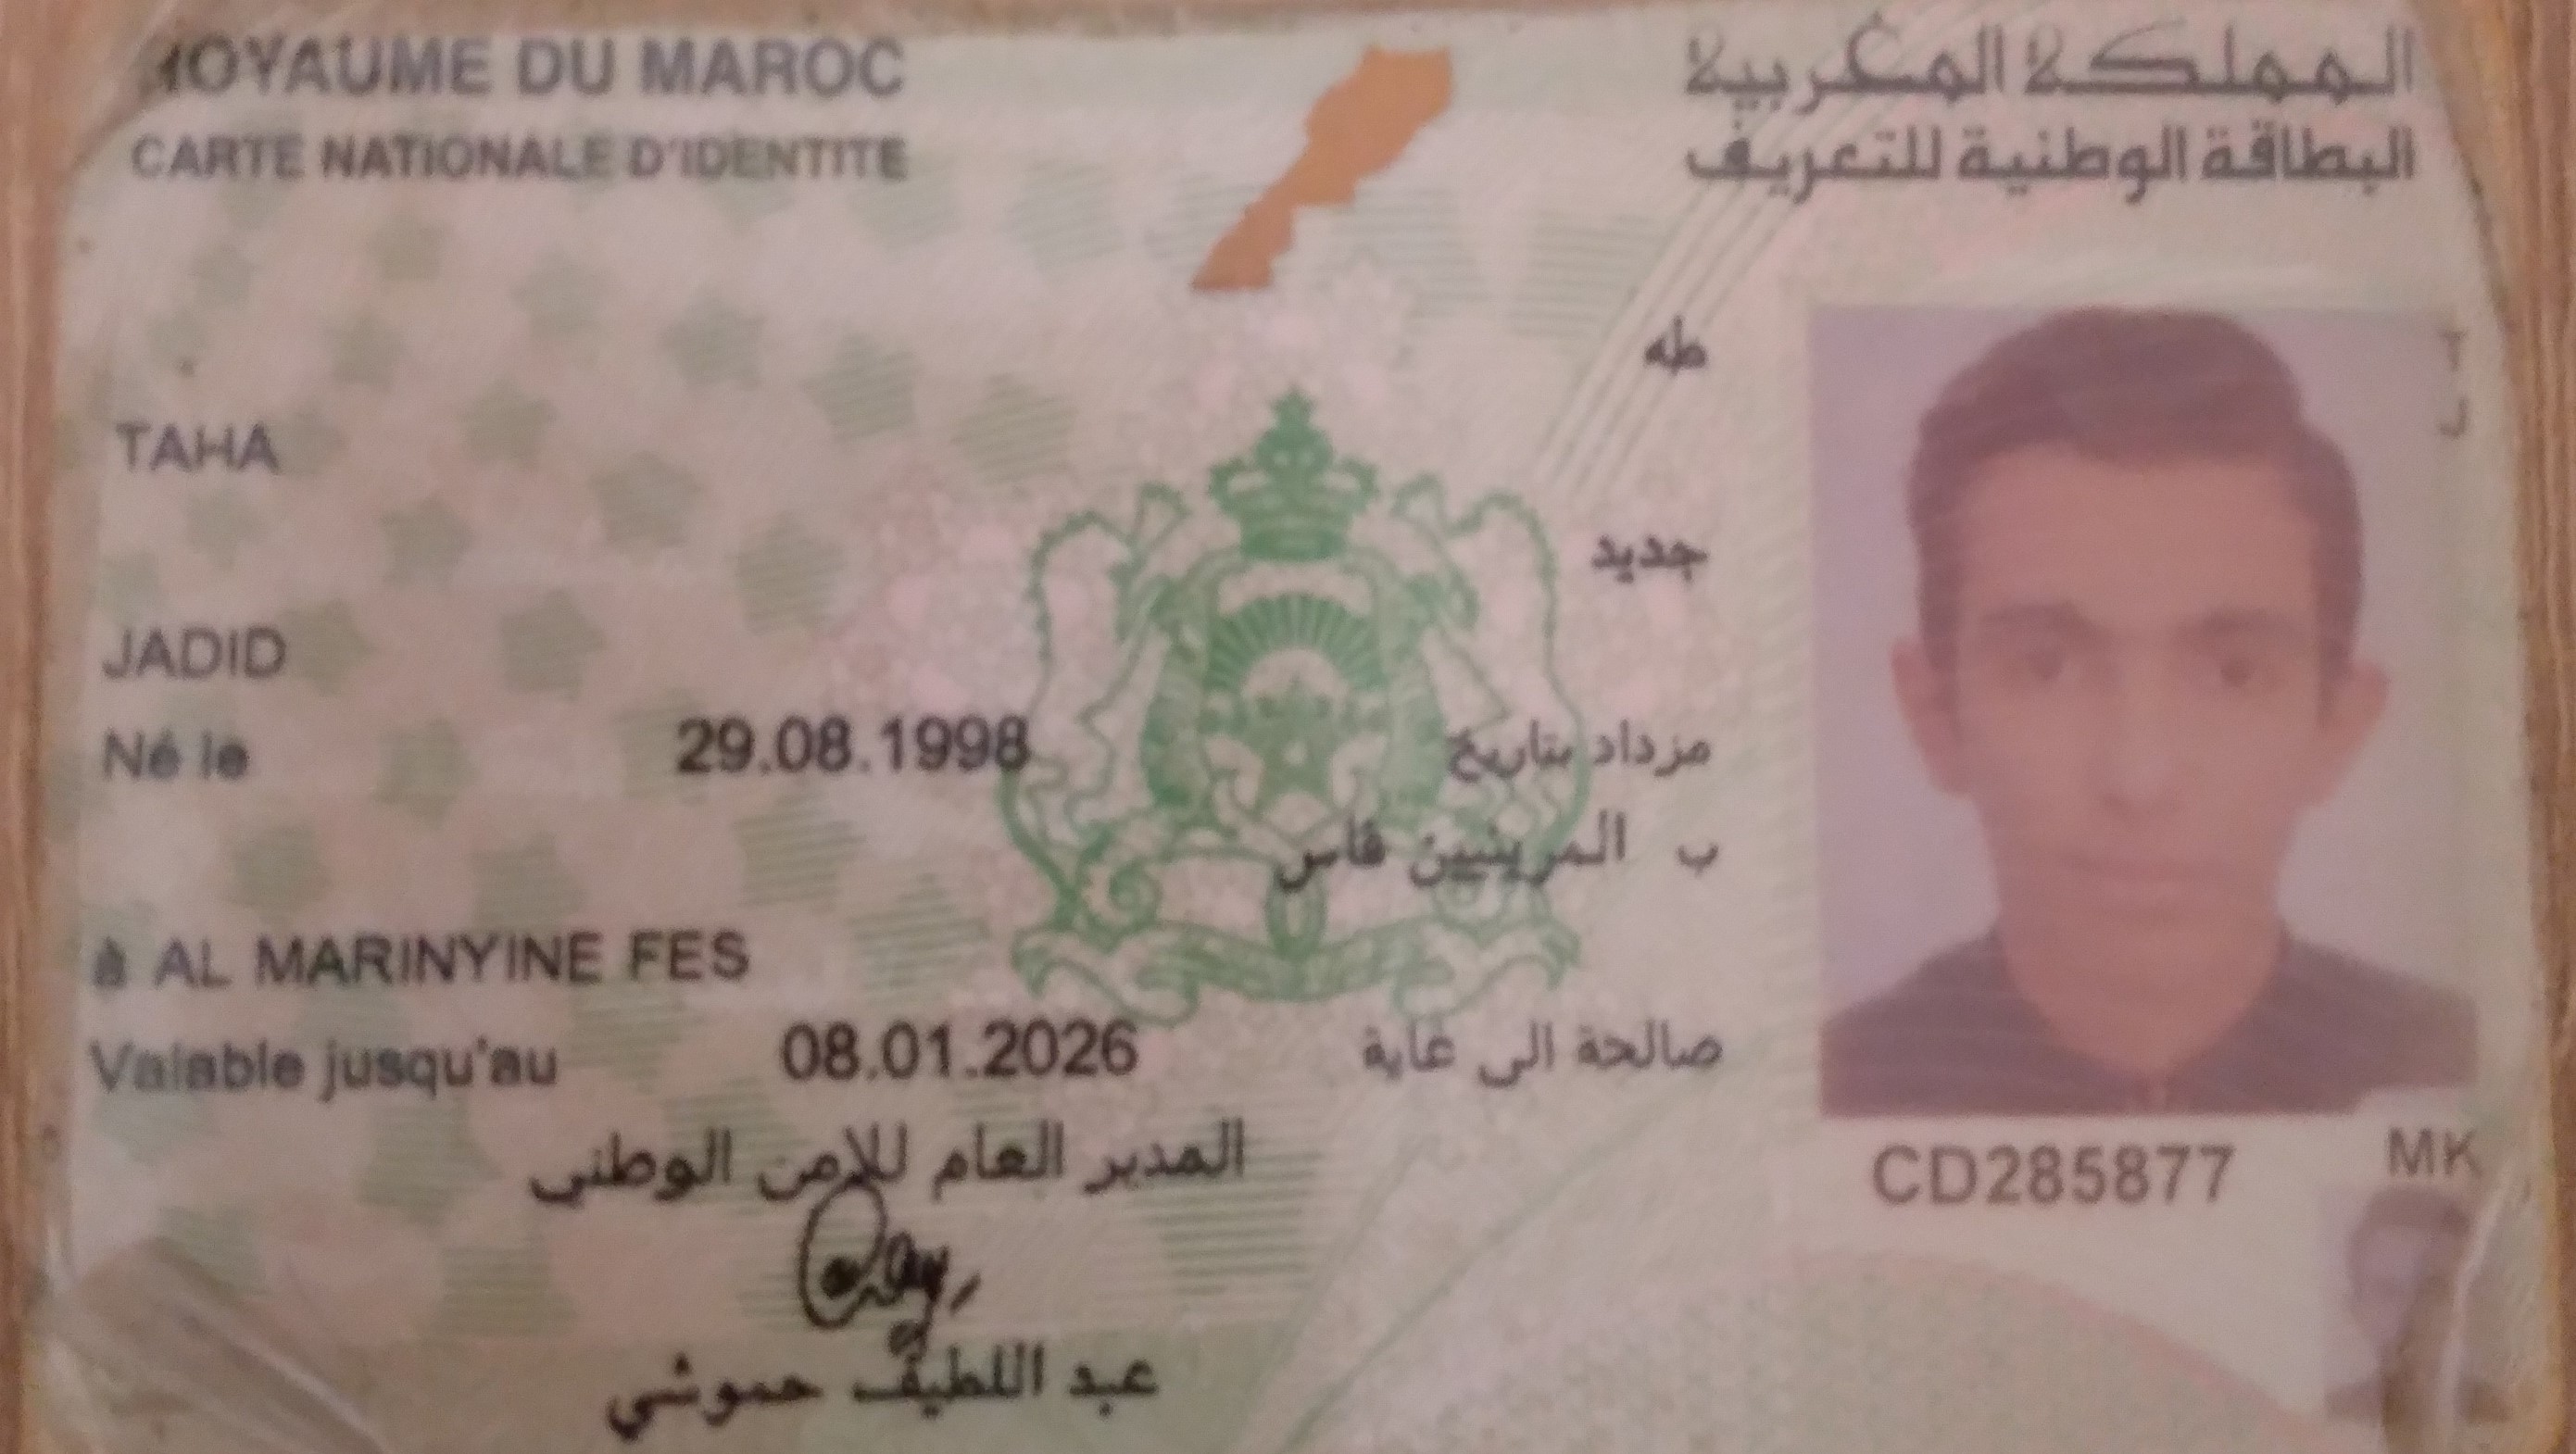 ROYAUME DU MAROC
المملكة المغربية
CARTE NATIONALE D'IDENTITE
البطاقة الوطنية للتعريف
طه
TAHA
جديد
JADID
Né le 29.08.1998 مزداد بتاريخ
ب المرينيين فاس
à AL MARINYINE FES
Valable jusqu'au 08.01.2026 صالحة الى غاية
المدير العام للامن الوطني
عبد اللطيف حموشي
T
J
CD285877
MK